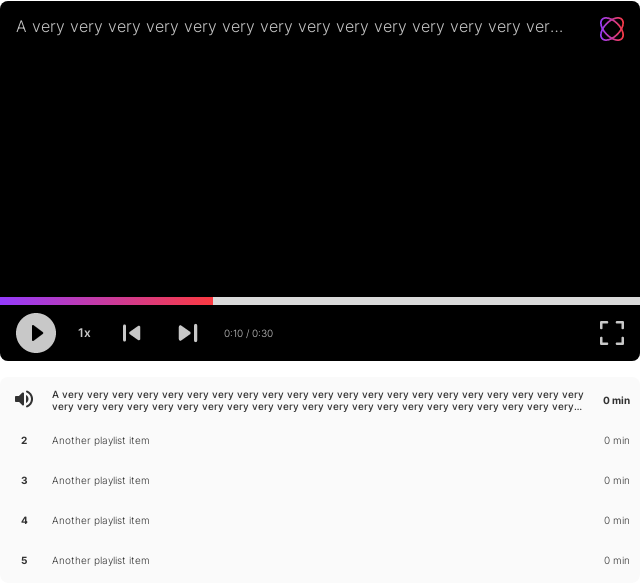 A very very very very very very very very very very very very very ver...
1x
0:10 / 0:30
A very very very very very very very very very very very very very very very very very very very very very
very very very very very very very very very very very very very very very very very very very very very...
0 min
2
Another playlist item
0 min
3
Another playlist item
0 min
4
Another playlist item
0 min
5
Another playlist item
0 min